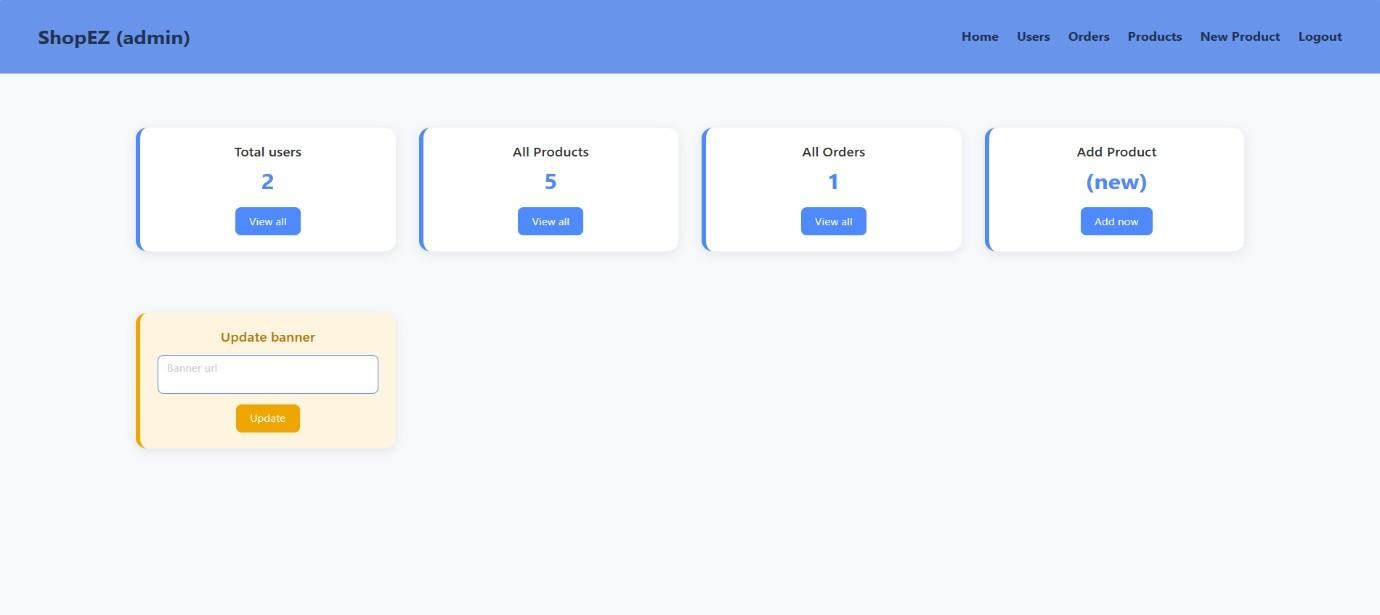 ShopEZ (admin)
Home Users Orders Products New Product Logout
Total users
2
View all
All Products
5
View all
All Orders
1
View all
Add Product
(new)
Add now
Update banner
Banner url
Update